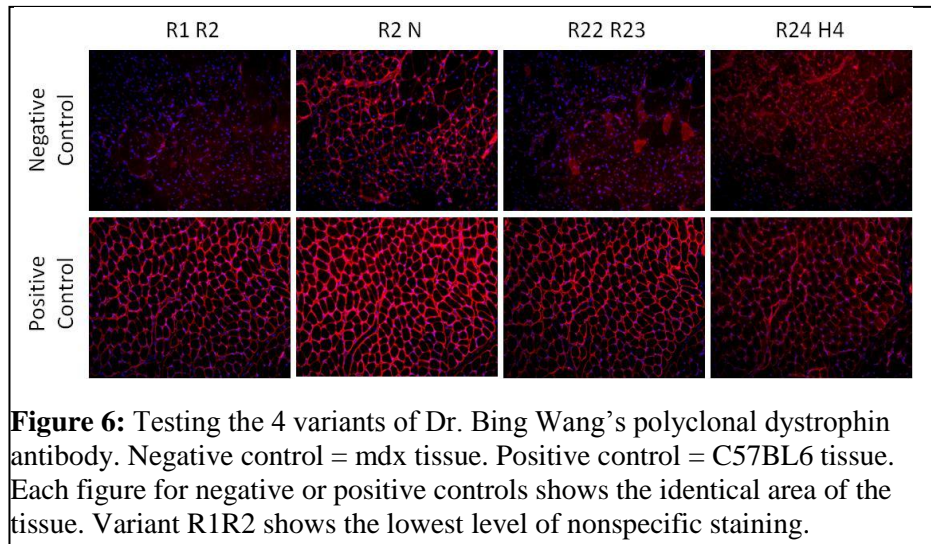 R1 R2 R2 N R22 R23 R24 H4
Negative
Control
Positive
Control
Figure 6: Testing the 4 variants of Dr. Bing Wang’s polyclonal dystrophin
antibody. Negative control = mdx tissue. Positive control = C57BL6 tissue.
Each figure for negative or positive controls shows the identical area of the
tissue. Variant R1R2 shows the lowest level of nonspecific staining.